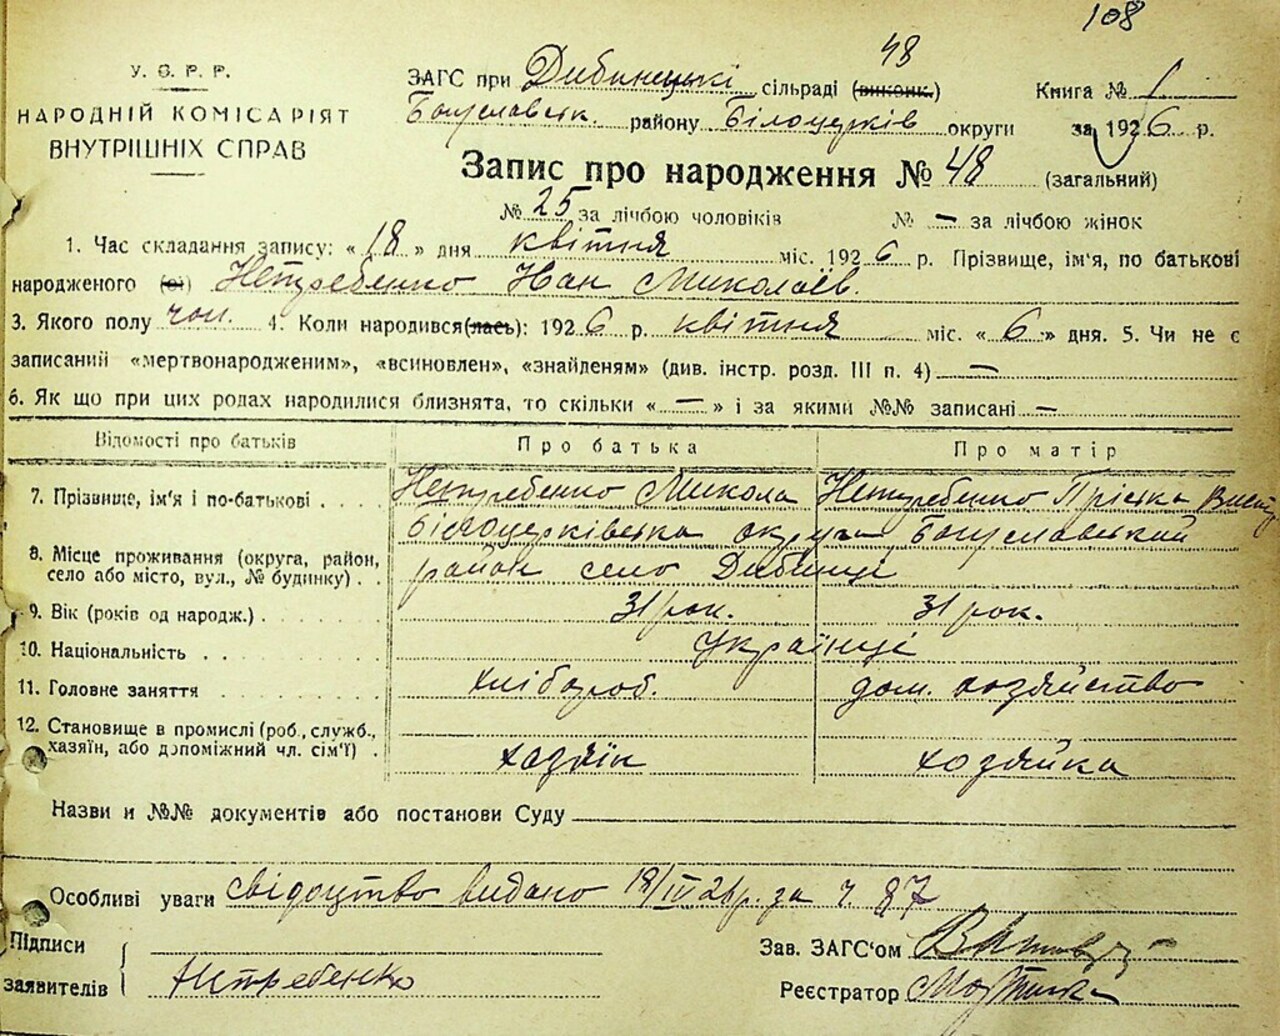 108
У. С. Р. Р.
НАРОДНІЙ КОМІСАРІЯТ
ВНУТРІШНІХ СПРАВ
48
ЗАГС при Дибинецькі сільраді (виконк.)
Книга № 1
Богуславськ. району Білоцерків округи за 1926 р.
Запис про народження № 48 (загальний)
№ 25 за лічбою чоловіків № — за лічбою жінок
1. Час складання запису: «18» дня квітня міс. 1926 р. Прізвище, ім'я, по батькові
народженого (ої) Нетребенко Иван Миколаїв.
3. Якого полу чол. 4. Коли народився(лась): 1926 р. квітня міс. «6» дня. 5. Чи не є
записаний «мертвонародженим», «всиновлен», «знайденям» (див. інстр. розд. III п. 4) —
6. Як що при цих родах народилися близнята, то скільки « — » і за якими №№ записані —
Відомості про батьків Про батька Про матір
7. Прізвище, ім'я і по-батькові . . . . Нетребенко Микола Нетребенко Пріська
Білоцерківська округа Богуславський
8. Місце проживання (округа, район,
село або місто, вул., № будинку) . . район село Дибинці
9. Вік (років од народж.) . . . . . . . 31 рок. 31 рок.
10. Національність . . . . . . . . . . Українці
11. Головне заняття . . . . . . . . . . хлібороб. дом. хозяйство
12. Становище в промислі (роб., служб.,
хазяїн, або допоміжний чл. сім'ї) . хазяїн хозяйка
Назви и №№ документів або постанови Суду
Особливі уваги свідоцтво видано 18/IV 26 р. за ч. 87
Підписи
заявителів Нетребенко
Зав. ЗАГС'ом
Реєстратор